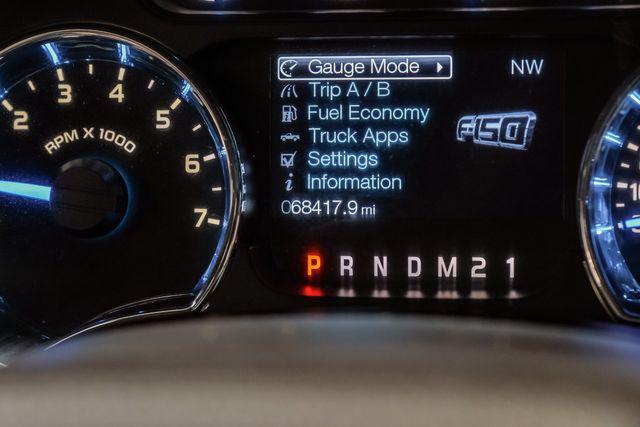 2
3
4
5
6
7
RPM X 1000
Gauge Mode
NW
Trip A / B
Fuel Economy
F150
Truck Apps
Settings
Information
068417.9 mi
P R N D M 2 1